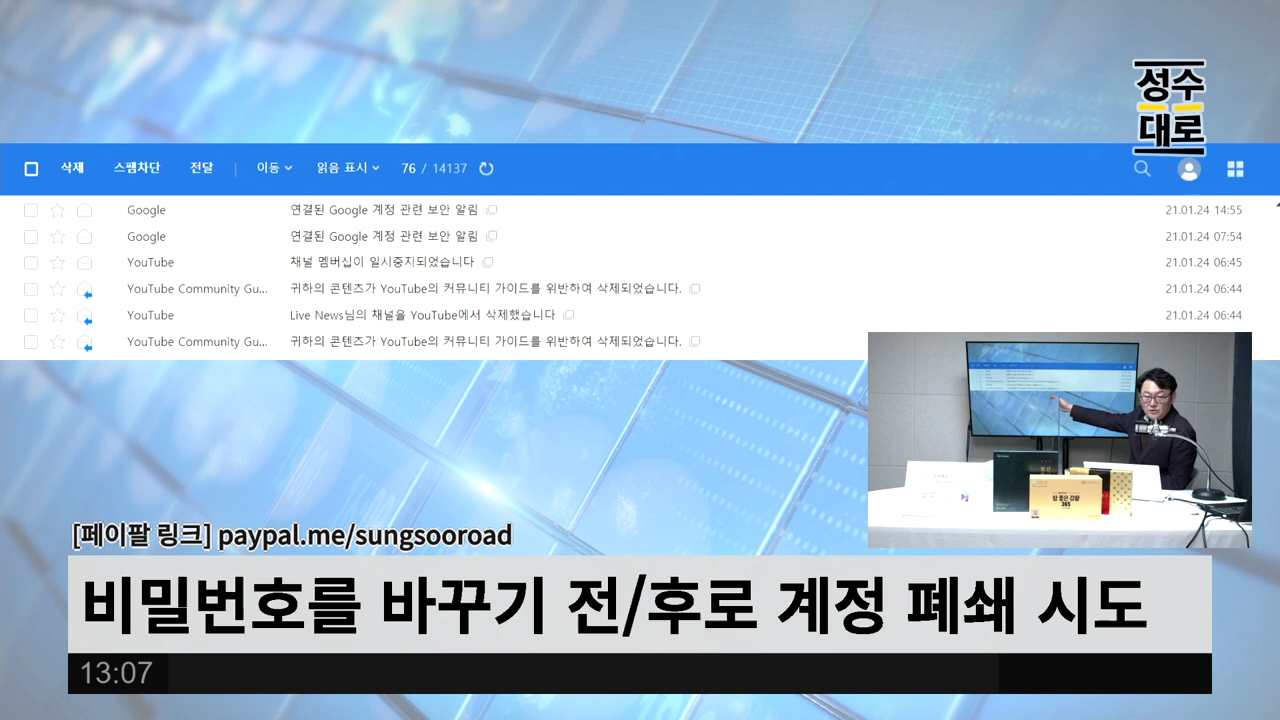 성수
대로
삭제 스팸차단 전달 | 이동 읽음 표시 76 / 14137
Google 연결된 Google 계정 관련 보안 알림 21.01.24 14:55
Google 연결된 Google 계정 관련 보안 알림 21.01.24 07:54
YouTube 채널 멤버십이 일시중지되었습니다 21.01.24 06:45
YouTube Community Gu... 귀하의 콘텐츠가 YouTube의 커뮤니티 가이드를 위반하여 삭제되었습니다. 21.01.24 06:44
YouTube Live News님의 채널을 YouTube에서 삭제했습니다 21.01.24 06:44
YouTube Community Gu... 귀하의 콘텐츠가 YouTube의 커뮤니티 가이드를 위반하여 삭제되었습니다.
365
[페이팔 링크] paypal.me/sungsooroad
비밀번호를 바꾸기 전/후로 계정 폐쇄 시도
13:07